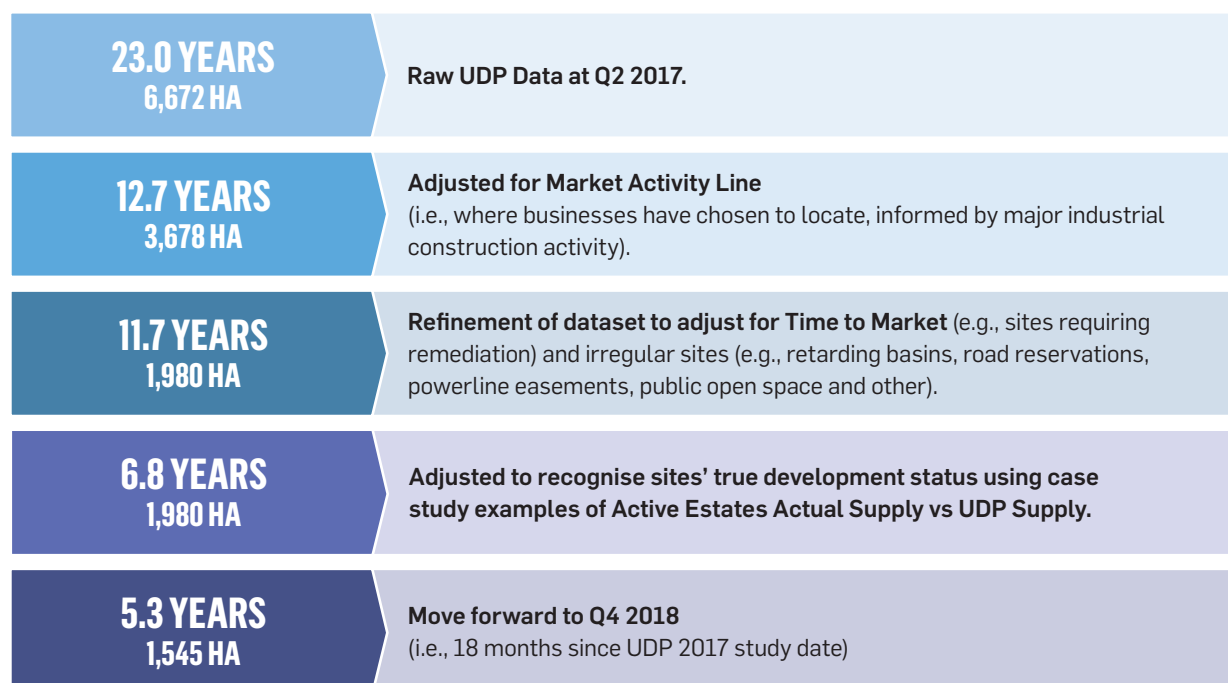 23.0 YEARS
6,672 HA
Raw UDP Data at Q2 2017.
12.7 YEARS
3,678 HA
Adjusted for Market Activity Line
(i.e., where businesses have chosen to locate, informed by major industrial
construction activity).
11.7 YEARS
1,980 HA
Refinement of dataset to adjust for Time to Market (e.g., sites requiring
remediation) and irregular sites (e.g., retarding basins, road reservations,
powerline easements, public open space and other).
6.8 YEARS
1,980 HA
Adjusted to recognise sites’ true development status using case
study examples of Active Estates Actual Supply vs UDP Supply.
5.3 YEARS
1,545 HA
Move forward to Q4 2018
(i.e., 18 months since UDP 2017 study date)